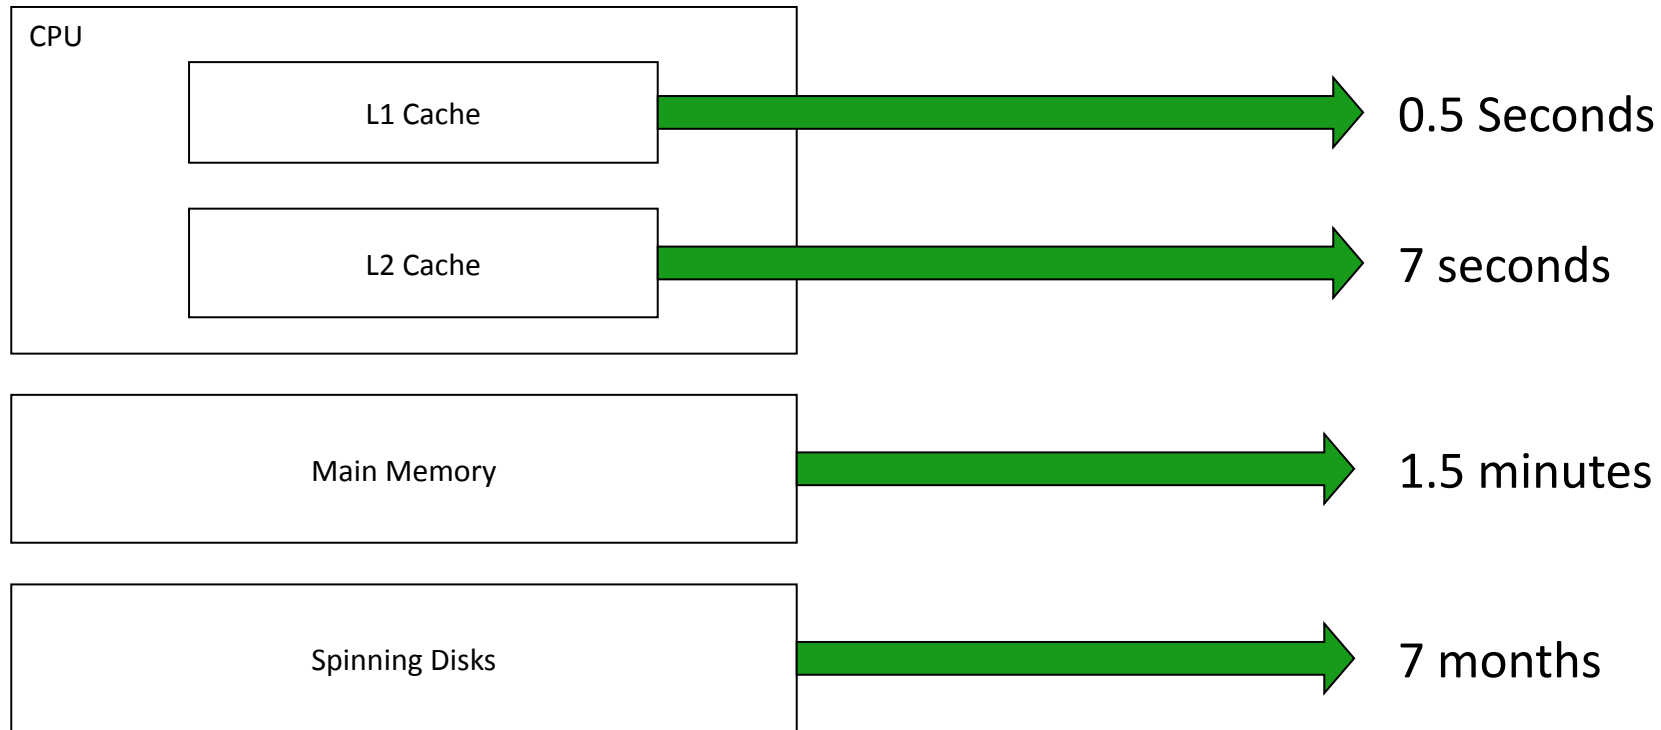 CPU
L1 Cache
0.5 Seconds
L2 Cache
7 seconds
Main Memory
1.5 minutes
Spinning Disks
7 months